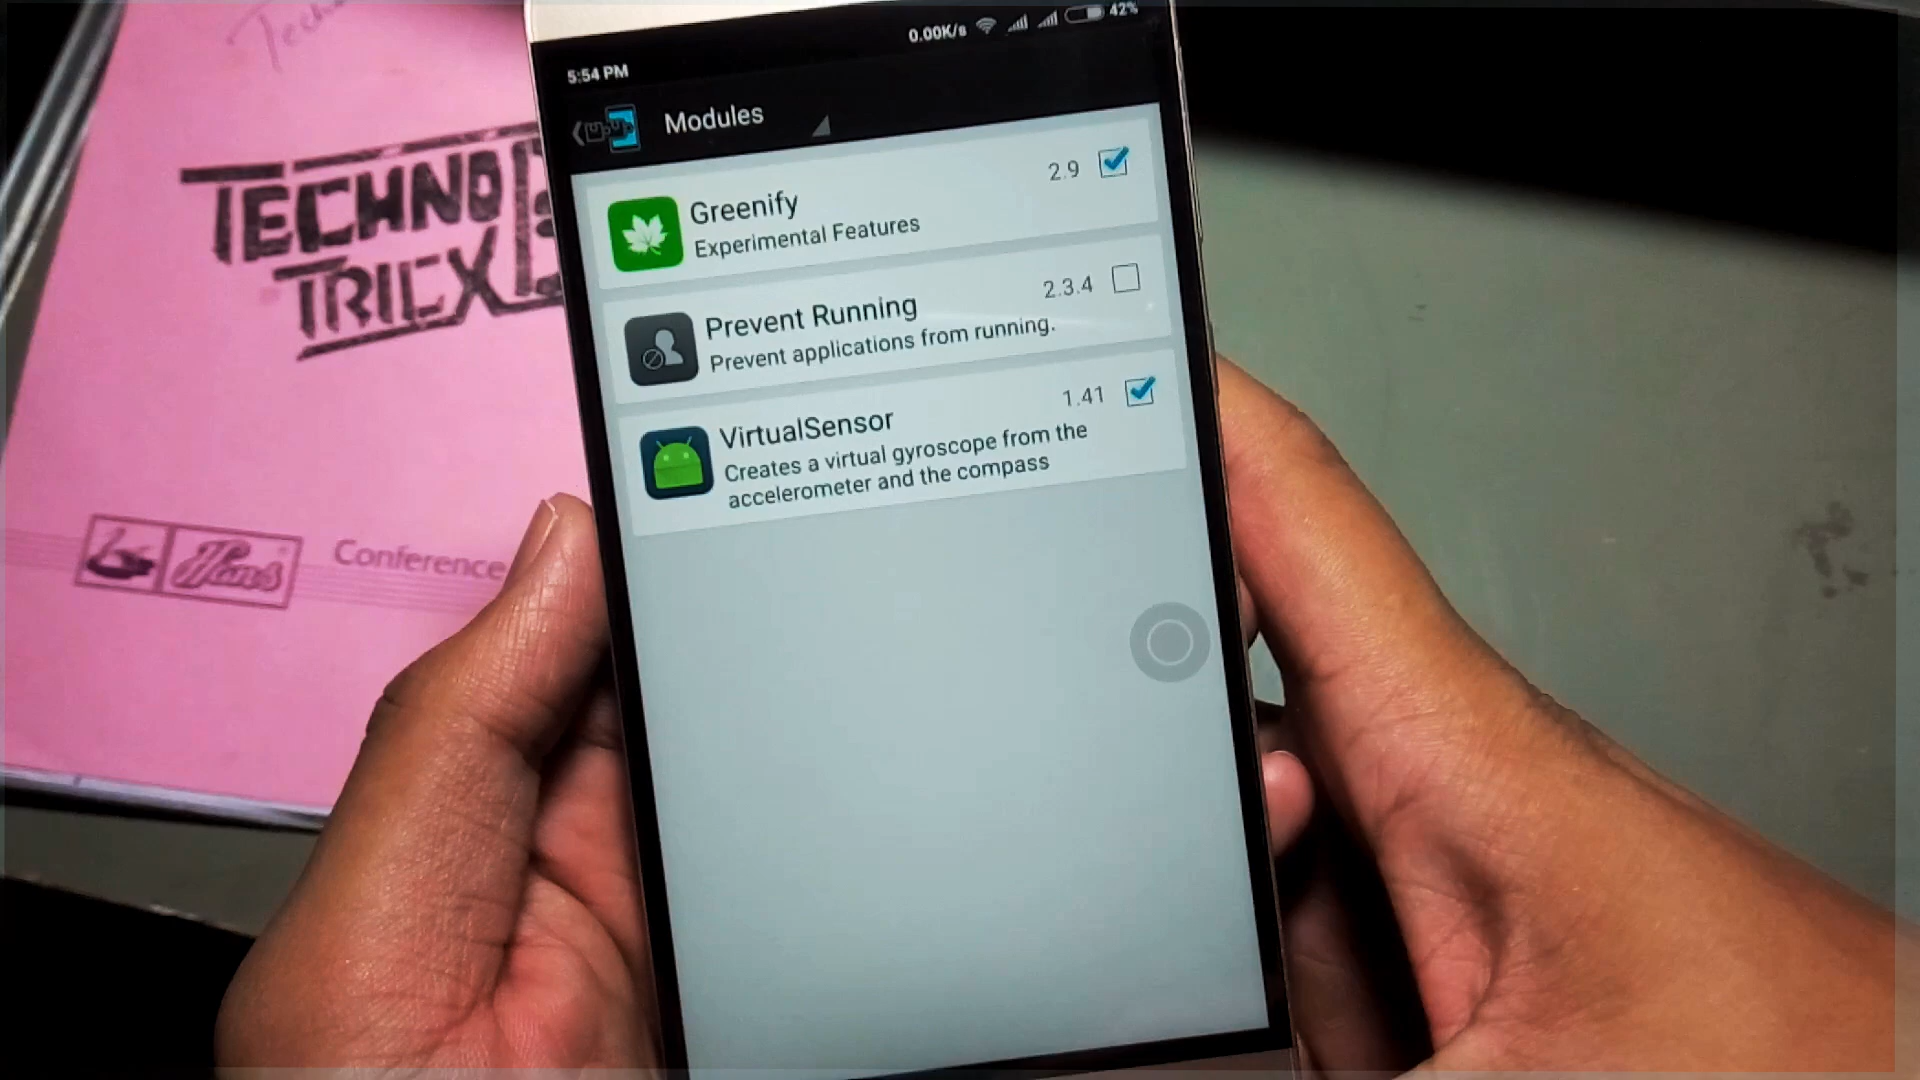 TECHNO
TRICX
Hans
Conference
0.00K/s
42%
5:54 PM
Modules
Greenify
2.9
Experimental Features
Prevent Running
2.3.4
Prevent applications from running.
VirtualSensor
1.41
Creates a virtual gyroscope from the
accelerometer and the compass